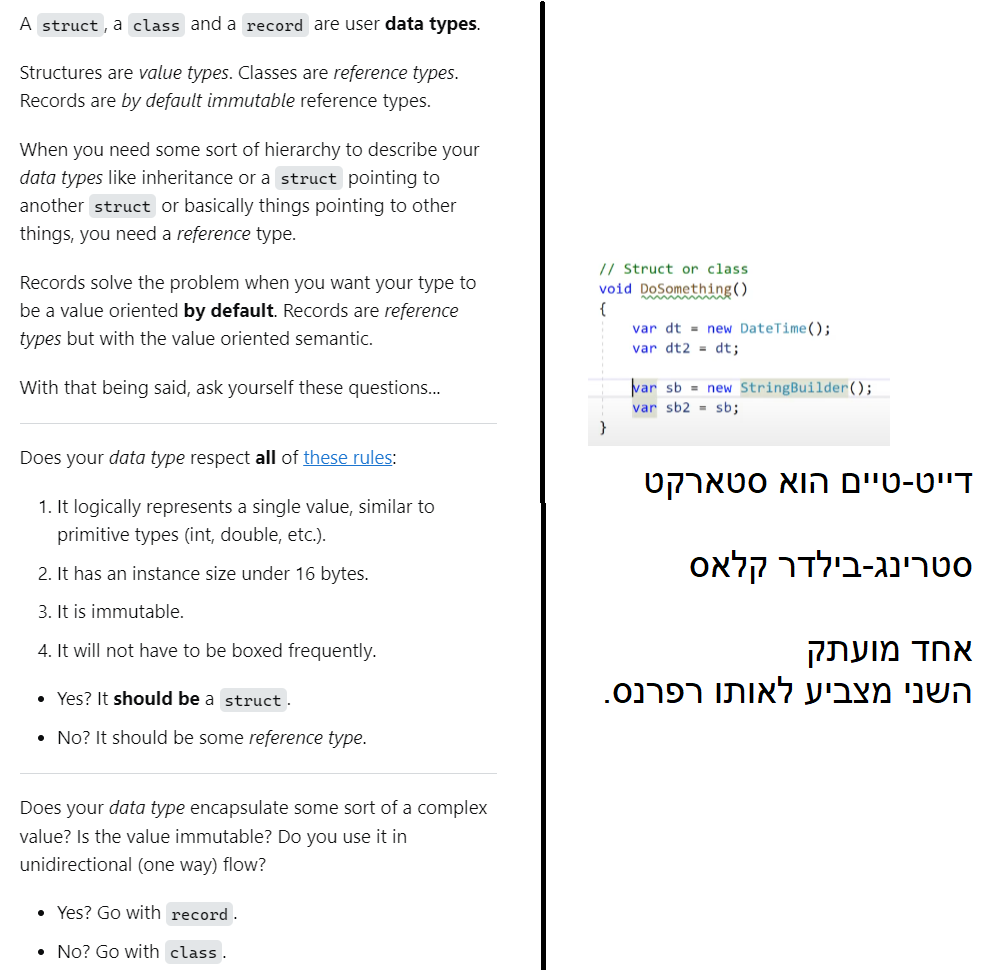 A struct, a class and a record are user data types.
Structures are value types. Classes are reference types.
Records are by default immutable reference types.
When you need some sort of hierarchy to describe your
data types like inheritance or a struct pointing to
another struct or basically things pointing to other
things, you need a reference type.
Records solve the problem when you want your type to
be a value oriented by default. Records are reference
types but with the value oriented semantic.
With that being said, ask yourself these questions...
Does your data type respect all of these rules:
1. It logically represents a single value, similar to
primitive types (int, double, etc.).
2. It has an instance size under 16 bytes.
3. It is immutable.
4. It will not have to be boxed frequently.
• Yes? It should be a struct.
• No? It should be some reference type.
Does your data type encapsulate some sort of a complex
value? Is the value immutable? Do you use it in
unidirectional (one way) flow?
• Yes? Go with record.
• No? Go with class.
// Struct or class
void DoSomething()
{
var dt = new DateTime();
var dt2 = dt;
var sb = new StringBuilder();
var sb2 = sb;
}
דייט-טיים הוא סטארקט
סטרינג-בילדר קלאס
אחד מועתק
השני מצביע לאותו רפרנס.